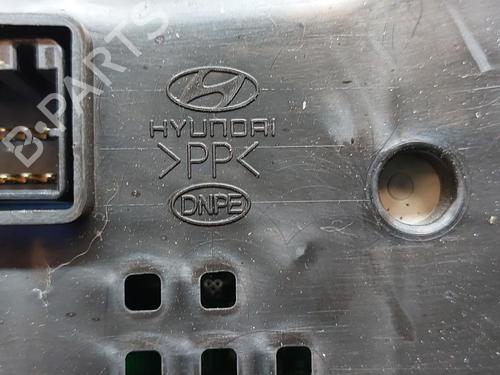 HYUNDAI
>PP<
DNPE
B-PARTS